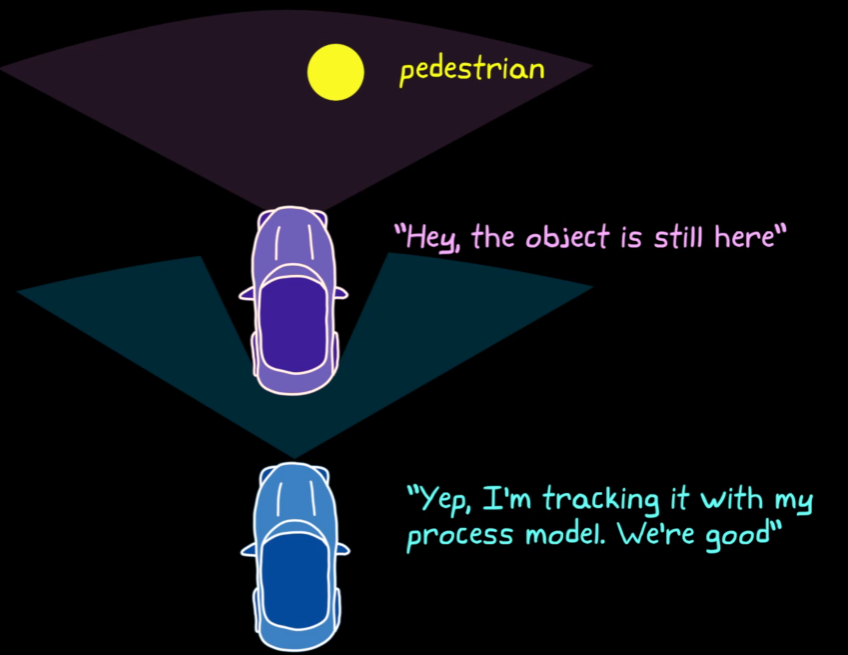 pedestrian
"Hey, the object is still here"
"Yep, I'm tracking it with my
process model. We're good"